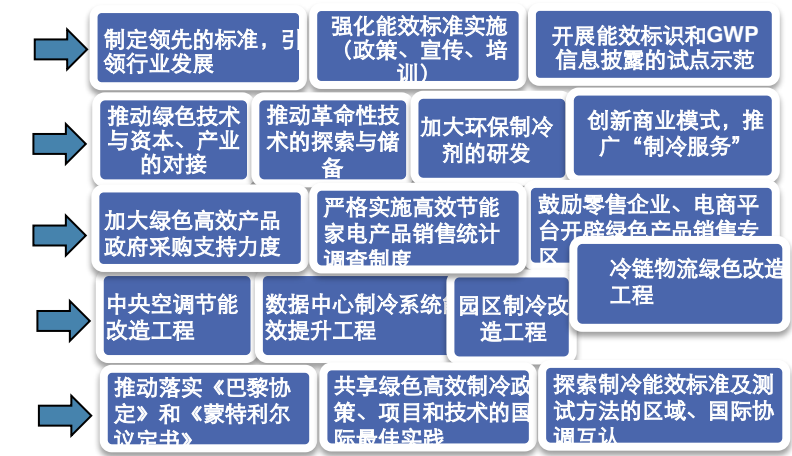 制定领先的标准，引
领行业发展
强化能效标准实施
（政策、宣传、培
训）
开展能效标识和GWP
信息披露的试点示范
推动绿色技术
与资本、产业
的对接
推动革命性技
术的探索与储
备
加大环保制冷
剂的研发
创新商业模式，推
广“制冷服务”
加大绿色高效产品
政府采购支持力度
严格实施高效节能
家电产品销售统计
调查制度
鼓励零售企业、电商平
台开辟绿色产品销售专
区
冷链物流绿色改造
工程
中央空调节能
改造工程
数据中心制冷系统能
效提升工程
园区制冷改
造工程
推动落实《巴黎协
定》和《蒙特利尔
议定书》
共享绿色高效制冷政
策、项目和技术的国
际最佳实践
探索制冷能效标准及测
试方法的区域、国际协
调互认